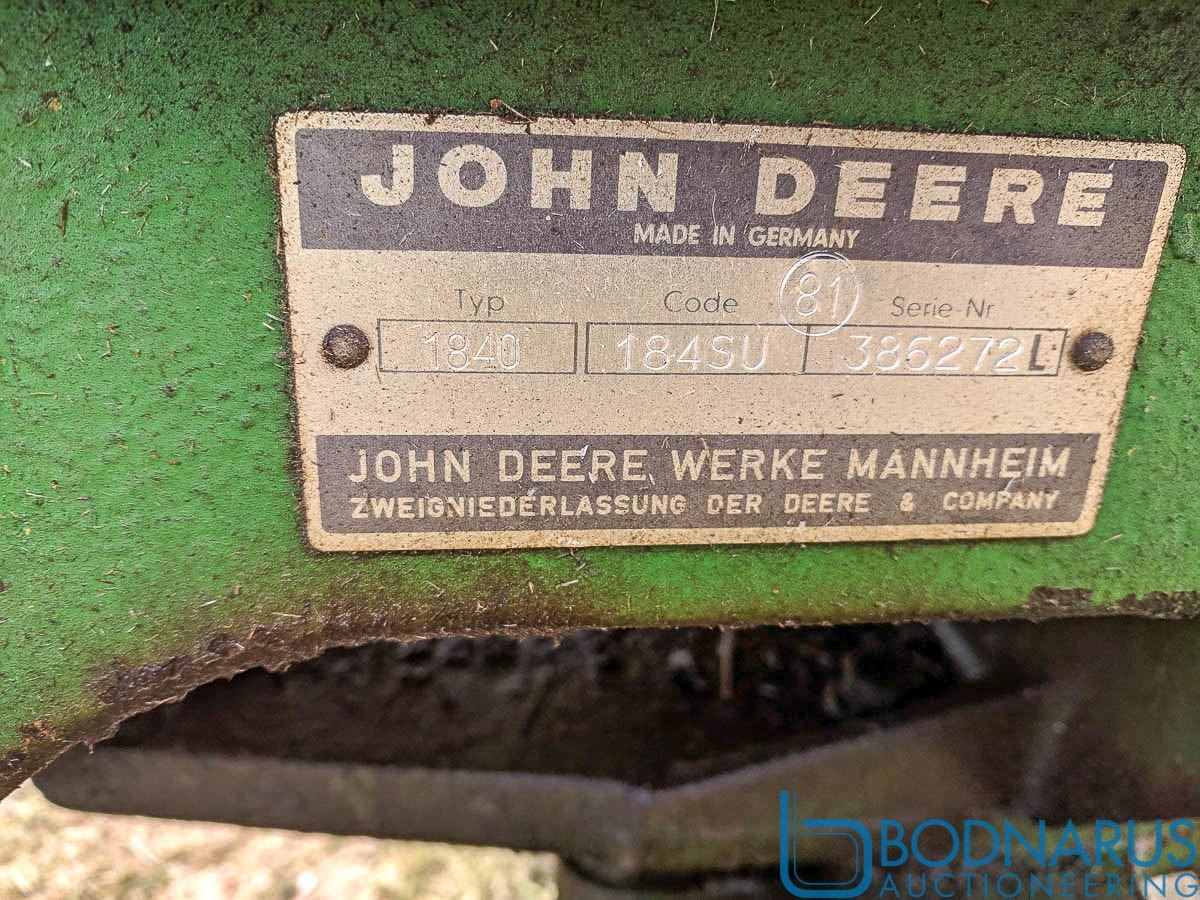 JOHN DEERE
MADE IN GERMANY
Typ Code 81 Serie-Nr
1840 184SU 386272L
JOHN DEERE WERKE MANNHEIM
ZWEIGNIEDERLASSUNG DER DEERE & COMPANY
BODNARUS
AUCTIONEERING